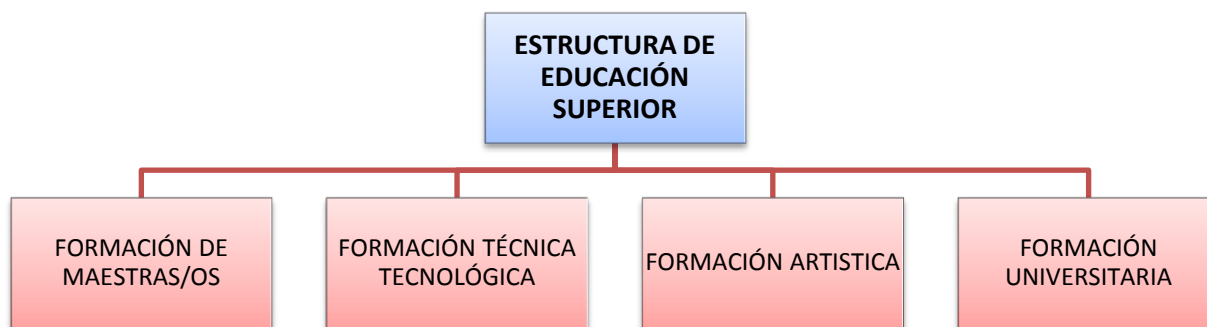 ESTRUCTURA DE
EDUCACIÓN
SUPERIOR
FORMACIÓN DE
MAESTRAS/OS
FORMACIÓN TÉCNICA
TECNOLÓGICA
FORMACIÓN ARTISTICA
FORMACIÓN
UNIVERSITARIA